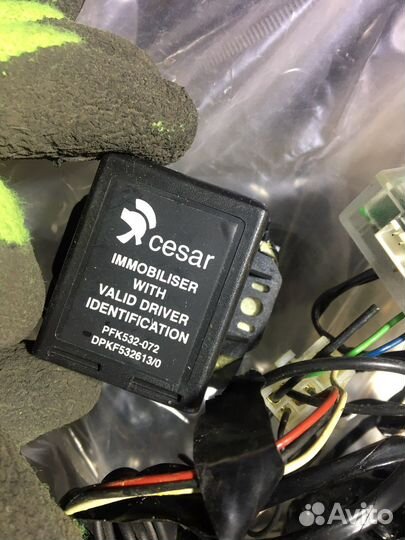 cesar
IMMOBILISER
WITH
VALID DRIVER
IDENTIFICATION
PFK532-072
DPKF532613/0
Avito